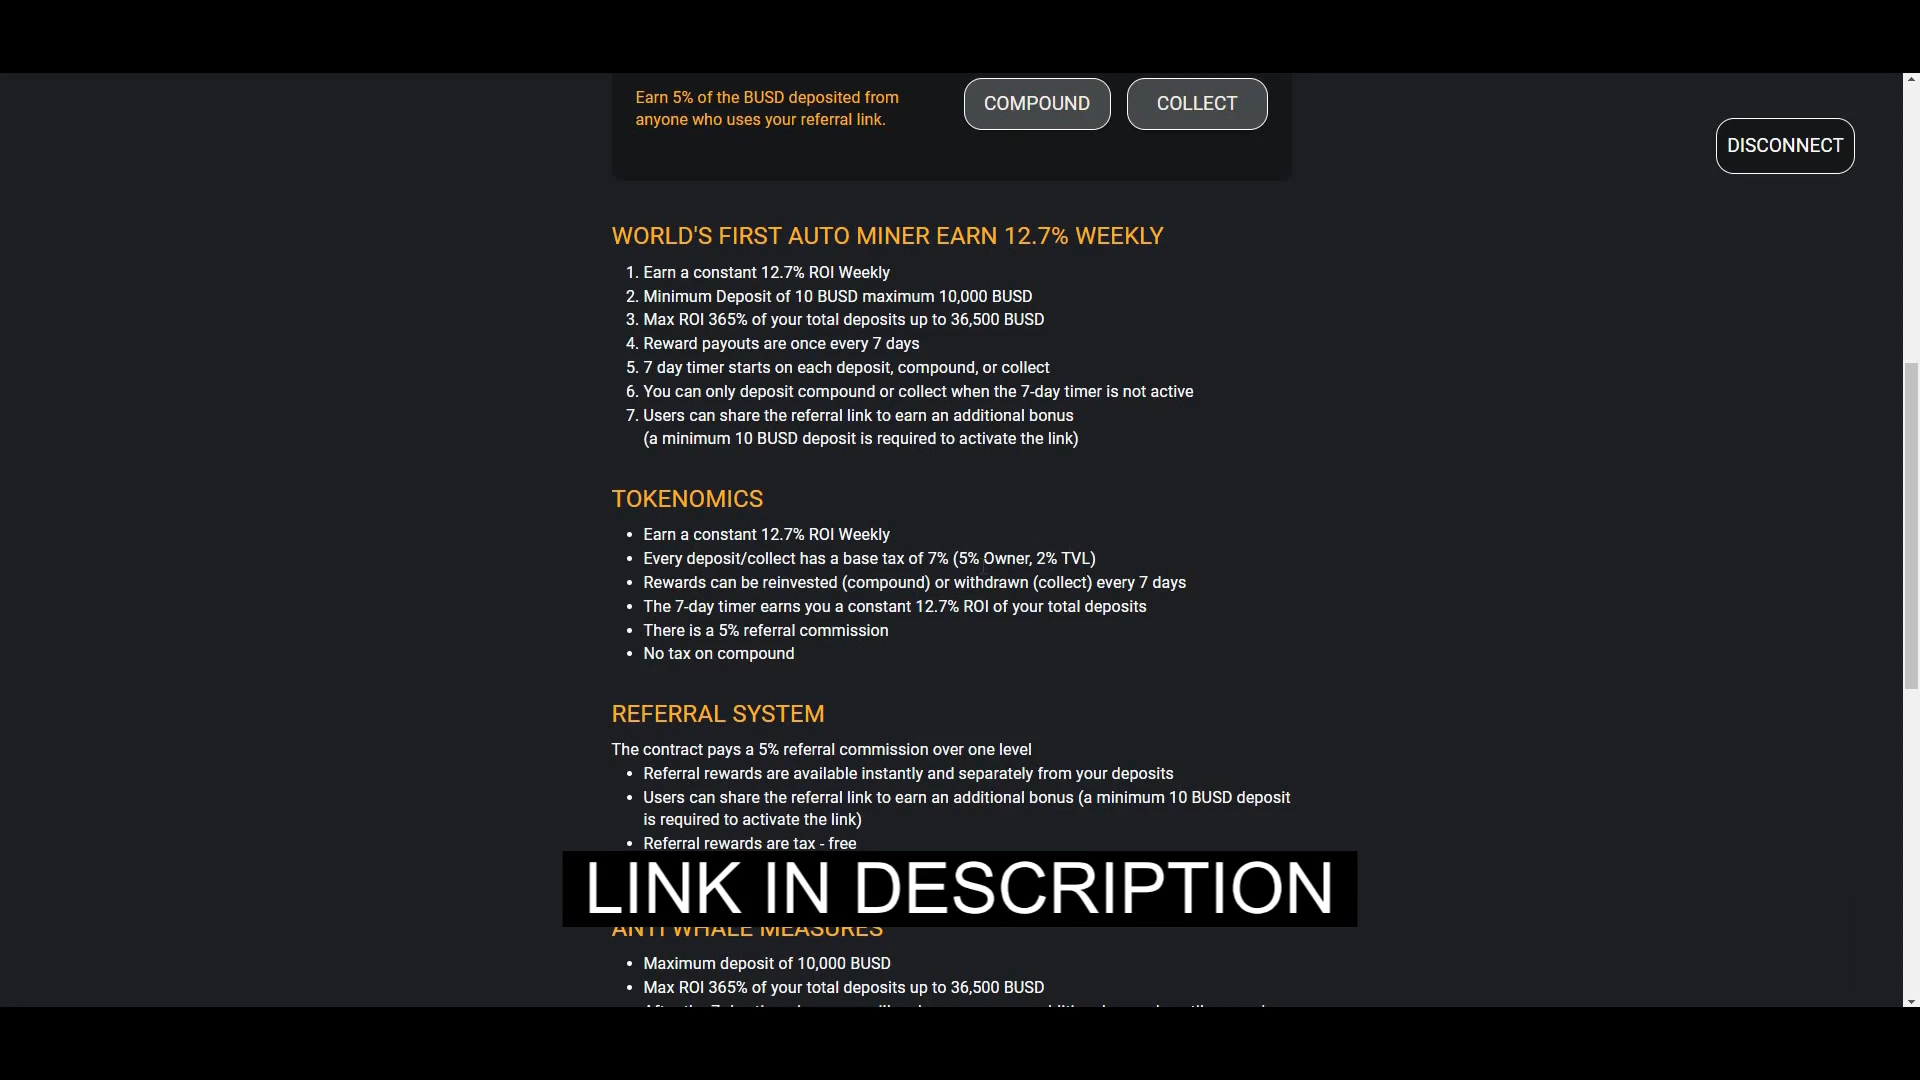 Earn 5% of the BUSD deposited from
anyone who uses your referral link.
COMPOUND
COLLECT
DISCONNECT
WORLD'S FIRST AUTO MINER EARN 12.7% WEEKLY
1. Earn a constant 12.7% ROI Weekly
2. Minimum Deposit of 10 BUSD maximum 10,000 BUSD
3. Max ROI 365% of your total deposits up to 36,500 BUSD
4. Reward payouts are once every 7 days
5. 7 day timer starts on each deposit, compound, or collect
6. You can only deposit compound or collect when the 7-day timer is not active
7. Users can share the referral link to earn an additional bonus
(a minimum 10 BUSD deposit is required to activate the link)
TOKENOMICS
• Earn a constant 12.7% ROI Weekly
• Every deposit/collect has a base tax of 7% (5% Owner, 2% TVL)
• Rewards can be reinvested (compound) or withdrawn (collect) every 7 days
• The 7-day timer earns you a constant 12.7% ROI of your total deposits
• There is a 5% referral commission
• No tax on compound
REFERRAL SYSTEM
The contract pays a 5% referral commission over one level
• Referral rewards are available instantly and separately from your deposits
• Users can share the referral link to earn an additional bonus (a minimum 10 BUSD deposit
is required to activate the link)
• Referral rewards are tax - free
LINK IN DESCRIPTION
ANTI WHALE MEASURES
• Maximum deposit of 10,000 BUSD
• Max ROI 365% of your total deposits up to 36,500 BUSD